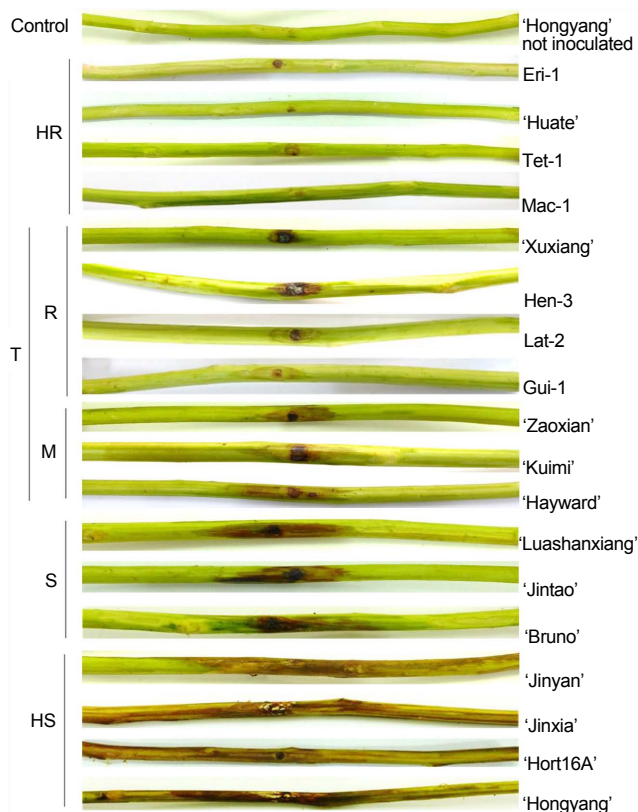 Control
'Hongyang'
not inoculated
HR
Eri-1
'Huate'
Tet-1
Mac-1
T
R
'Xuxiang'
Hen-3
Lat-2
Gui-1
M
'Zaoxian'
'Kuimi'
'Hayward'
S
'Luashanxiang'
'Jintao'
'Bruno'
HS
'Jinyan'
'Jinxia'
'Hort16A'
'Hongyang'